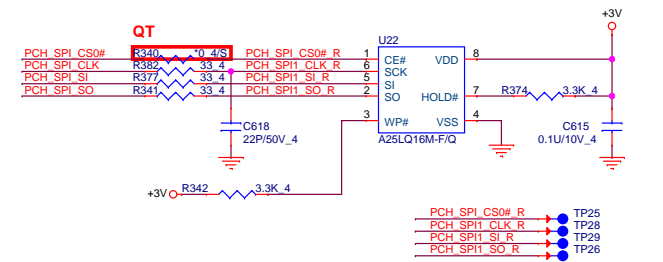 QT
+3V
U22
PCH_SPI_CS0# R340 *0_4/S PCH_SPI_CS0#_R 1 CE# VDD 8
PCH_SPI_CLK R382 33_4 PCH_SPI1_CLK_R 6 SCK
PCH_SPI_SI R377 33_4 PCH_SPI1_SI_R 5 SI
PCH_SPI_SO R341 33_4 PCH_SPI1_SO_R 2 SO HOLD# 7 R374 3.3K_4
3 WP# VSS 4
C618
22P/50V_4
A25LQ16M-F/Q
C615
0.1U/10V_4
+3V R342 3.3K_4
PCH_SPI_CS0#_R TP25
PCH_SPI1_CLK_R TP28
PCH_SPI1_SI_R TP29
PCH_SPI1_SO_R TP26